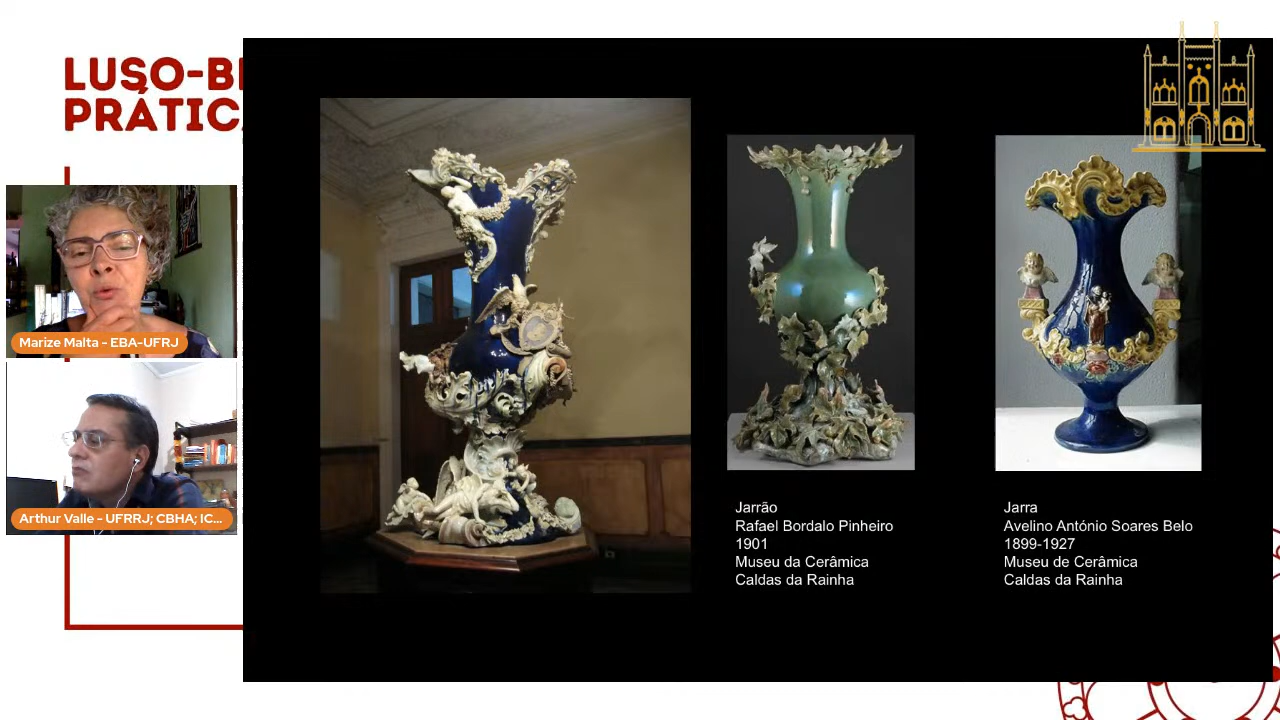 LUSO-B
PRÁTIC
Marize Malta - EBA-UFRJ
Arthur Valle - UFRRJ; CBHA; IC...
Jarrão
Rafael Bordalo Pinheiro
1901
Museu da Cerâmica
Caldas da Rainha
Jarra
Avelino António Soares Belo
1899-1927
Museu de Cerâmica
Caldas da Rainha